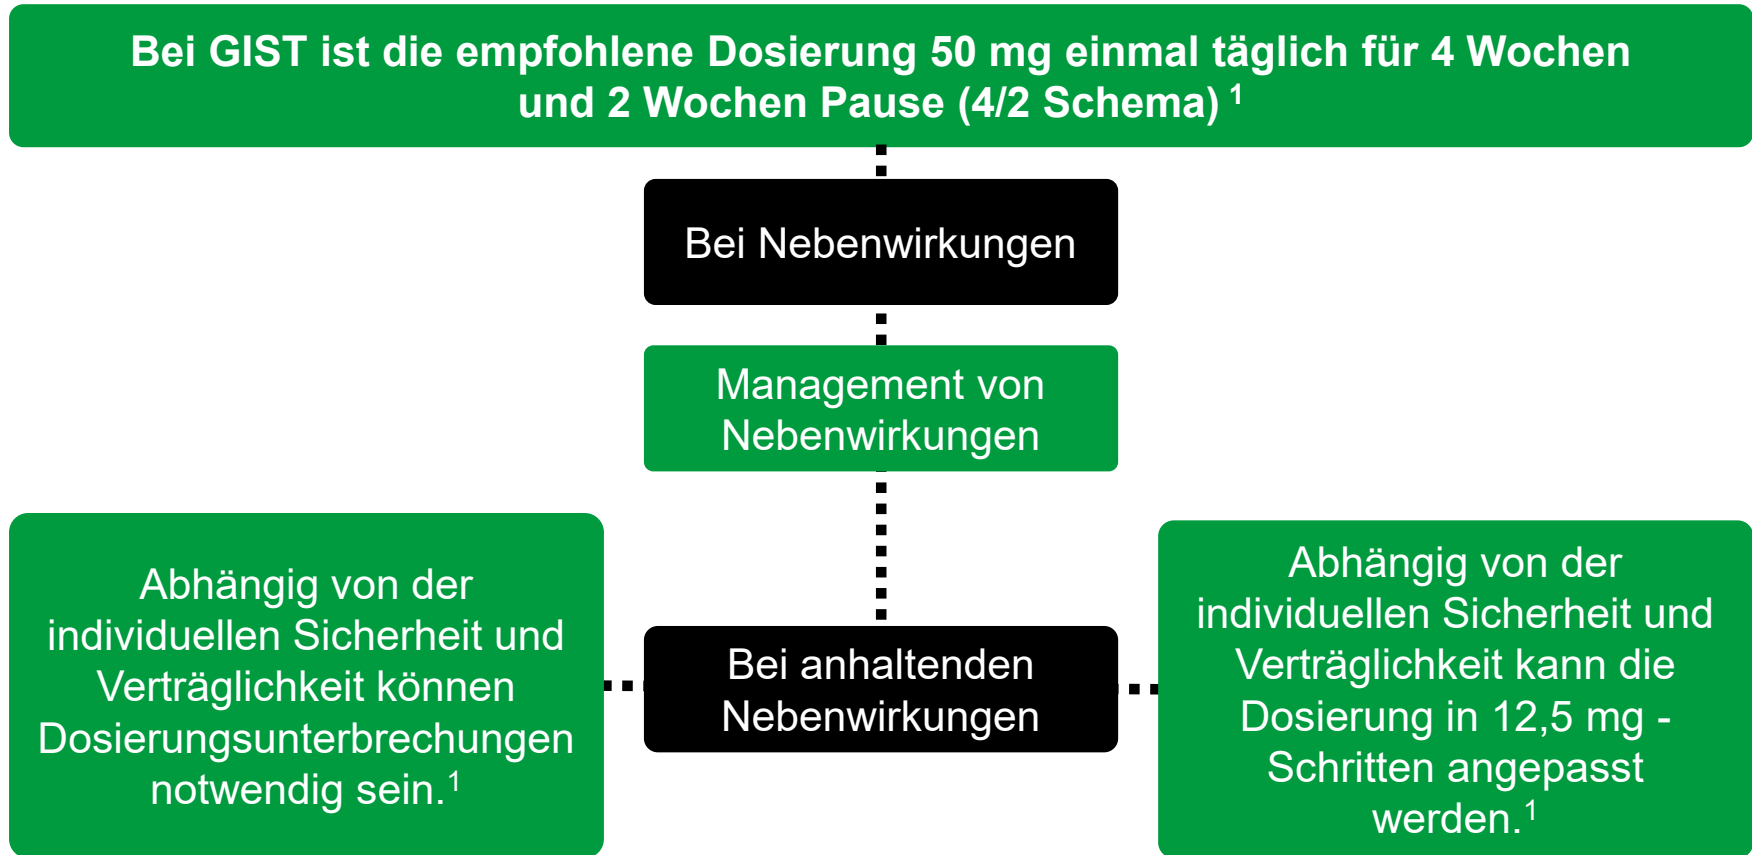 Bei GIST ist die empfohlene Dosierung 50 mg einmal täglich für 4 Wochen
und 2 Wochen Pause (4/2 Schema) ¹
Bei Nebenwirkungen
Management von
Nebenwirkungen
Abhängig von der
individuellen Sicherheit und
Verträglichkeit können
Dosierungsunterbrechungen
notwendig sein.¹
Bei anhaltenden
Nebenwirkungen
Abhängig von der
individuellen Sicherheit und
Verträglichkeit kann die
Dosierung in 12,5 mg -
Schritten angepasst
werden.¹